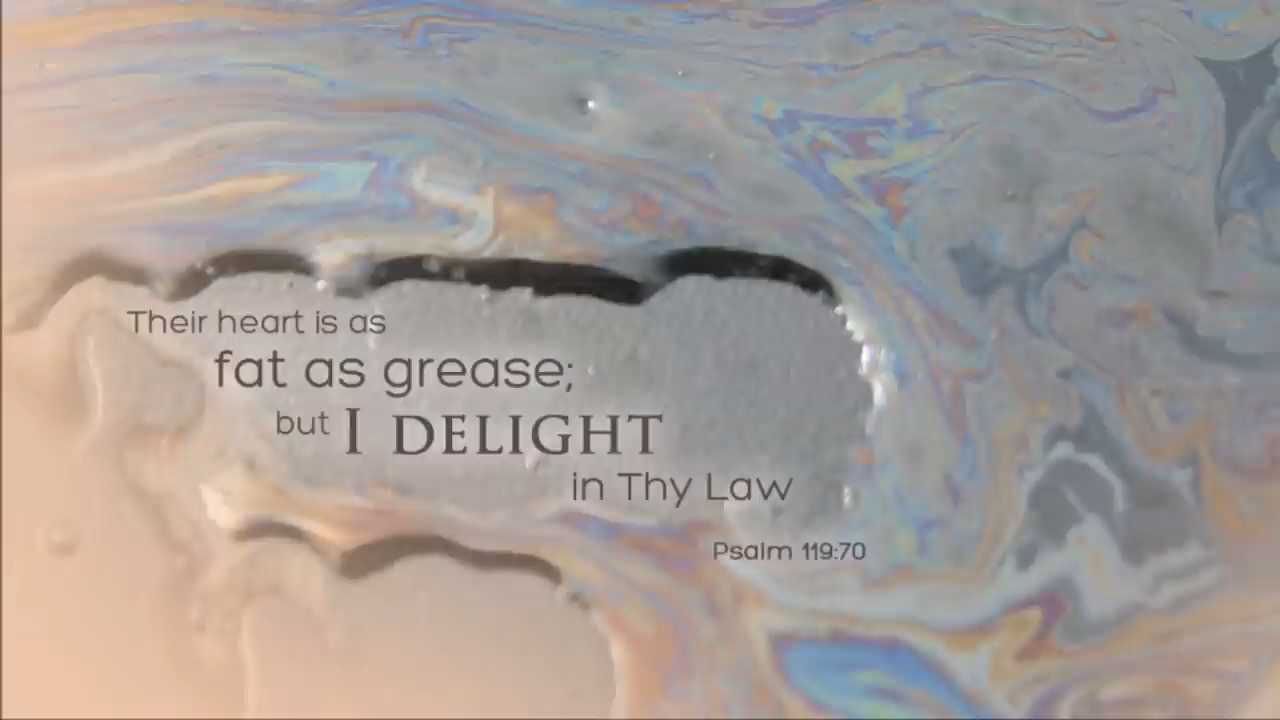 Their heart is as
fat as grease;
but I DELIGHT
in Thy Law
Psalm 119:70